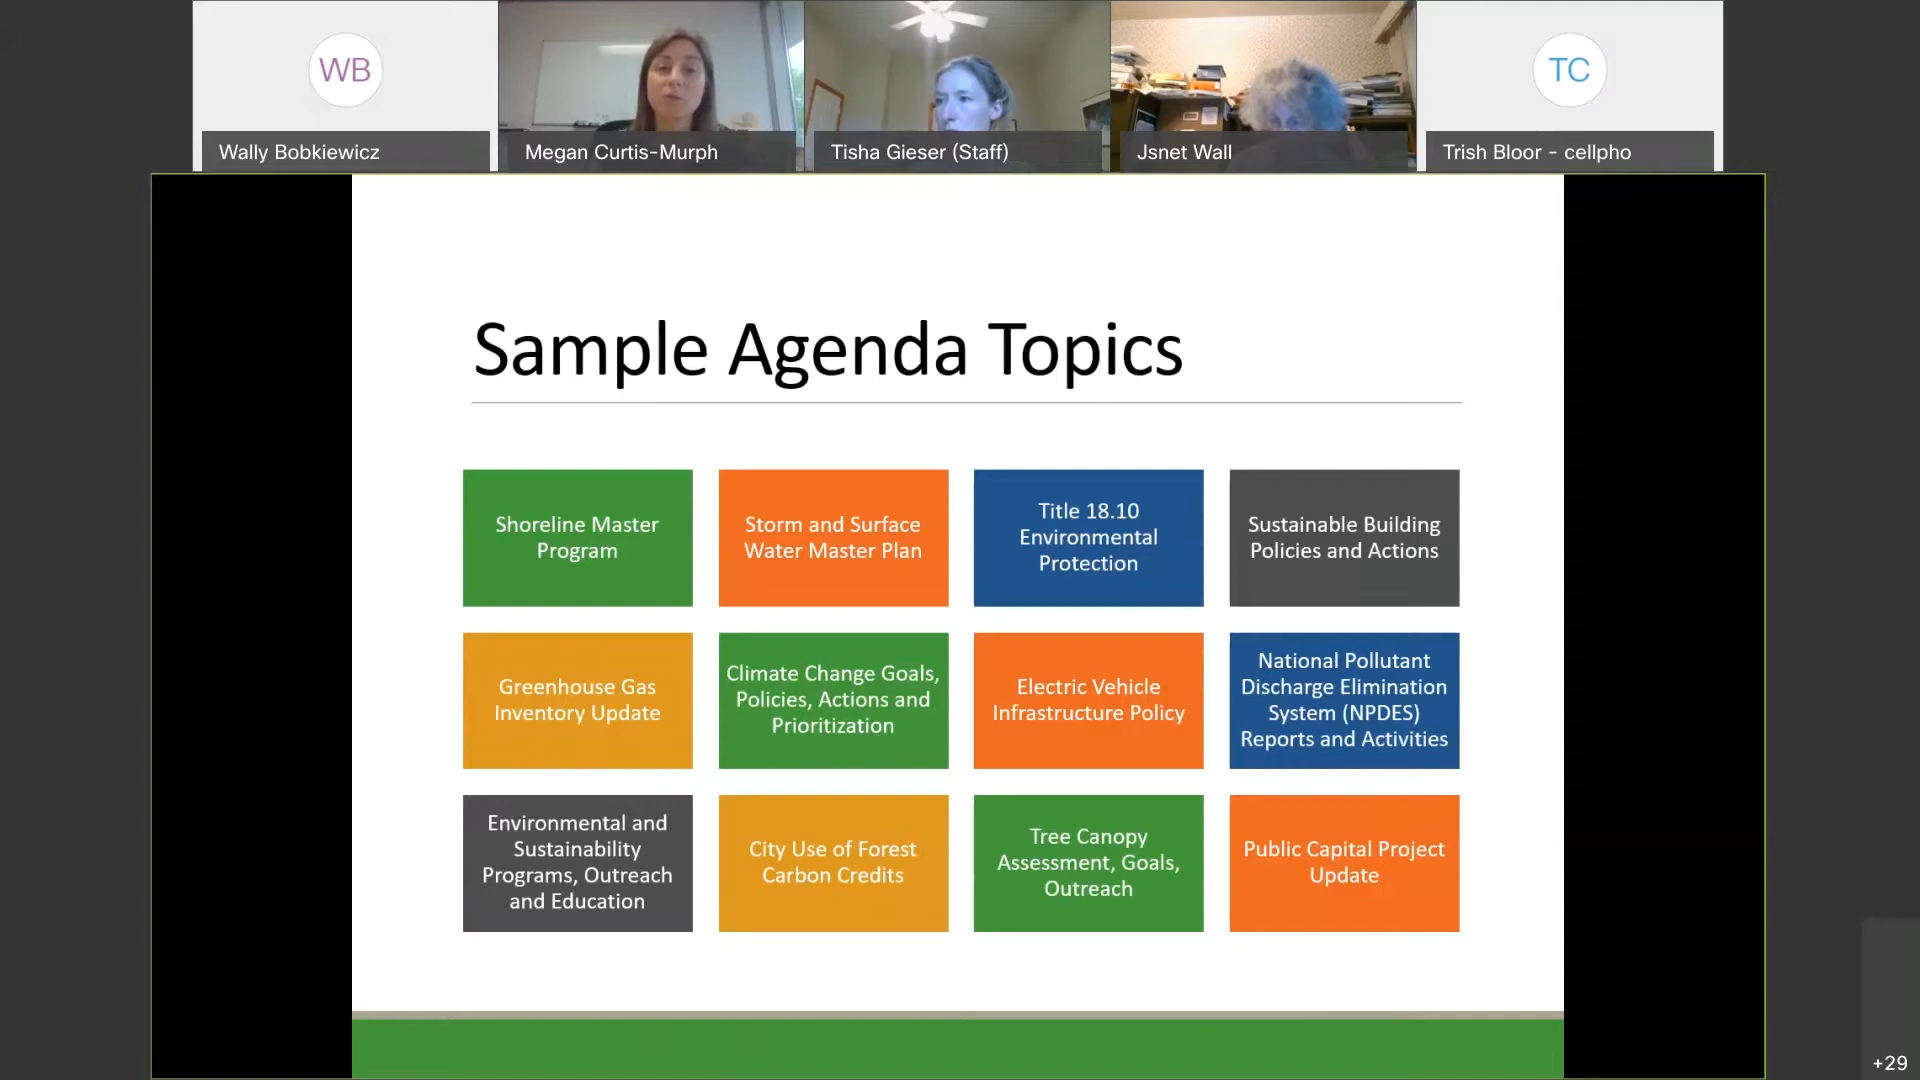 WB
TC
Wally Bobkiewicz
Megan Curtis-Murph
Tisha Gieser (Staff)
Jsnet Wall
Trish Bloor - cellpho
Sample Agenda Topics
Shoreline Master
Program
Storm and Surface
Water Master Plan
Title 18.10
Environmental
Protection
Sustainable Building
Policies and Actions
Greenhouse Gas
Inventory Update
Climate Change Goals,
Policies, Actions and
Prioritization
Electric Vehicle
Infrastructure Policy
National Pollutant
Discharge Elimination
System (NPDES)
Reports and Activities
Environmental and
Sustainability
Programs, Outreach
and Education
City Use of Forest
Carbon Credits
Tree Canopy
Assessment, Goals,
Outreach
Public Capital Project
Update
+29